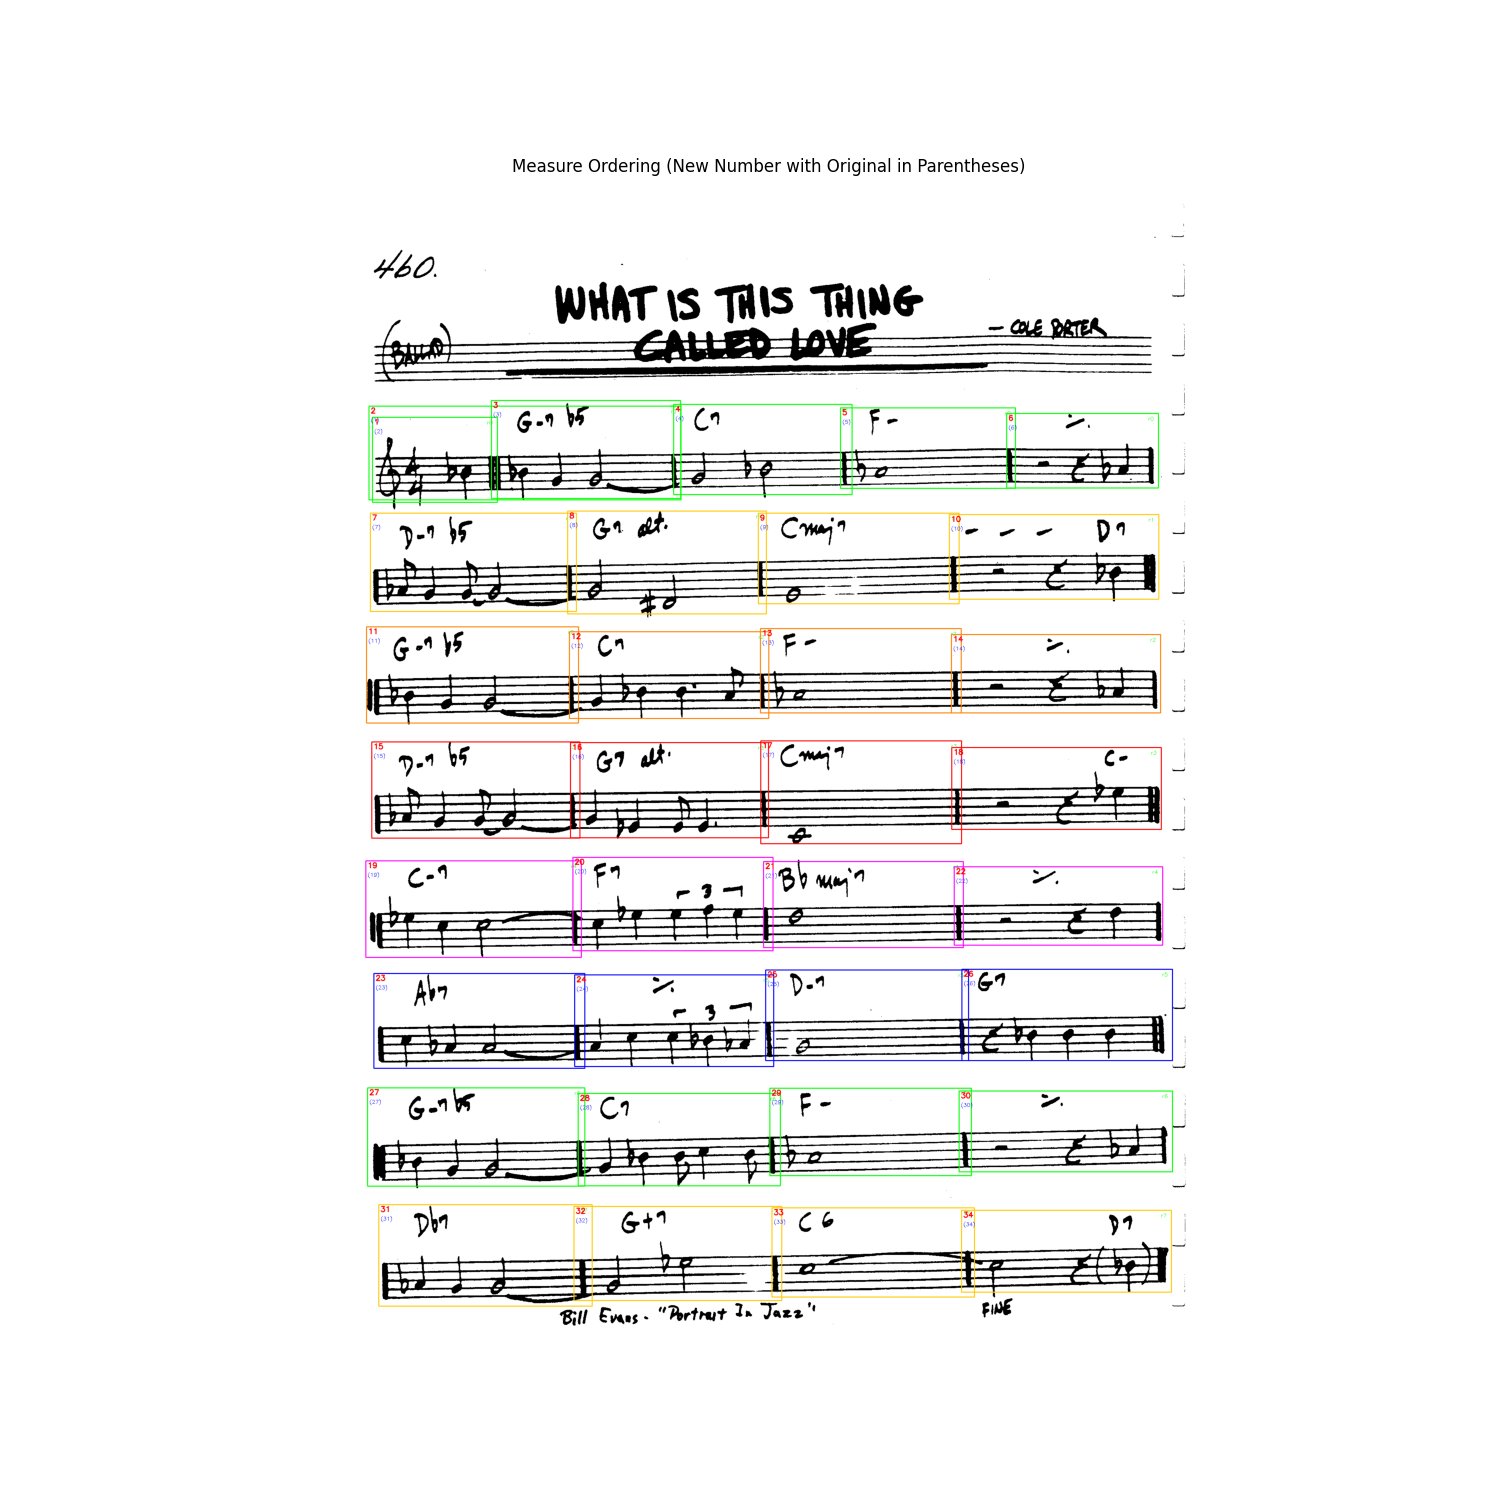 Measure Ordering (New Number with Original in Parentheses)
460.
WHAT IS THIS THING
CALLED LOVE
(BALLAD)
— COLE PORTER
2 3 4 5 6
1 (2) (3) (4) (5) (6)
G-7 b5 C7 F- ٪
7 8 9 10
(7) (8) (9) (10)
D-7 b5 G7 alt. Cmaj7 - - - D7
11 12 13 14
(11) (12) (13) (14)
G-7 b5 C7 F- ٪
15 16 17 18
(15) (16) (17) (18)
D-7 b5 G7 alt. Cmaj7 C-
19 20 21 22
(19) (20) (21) (22)
C-7 F7 Bb maj7 ٪
3
23 24 25 26
(23) (24) (25) (26)
Ab7 ٪ D-7 G7
3
27 28 29 30
(27) (28) (29) (30)
G-7 b5 C7 F- ٪
31 32 33 34
(31) (32) (33) (34)
Db7 G+7 C6 D7
Bill Evans - "Portrait In Jazz" FINE